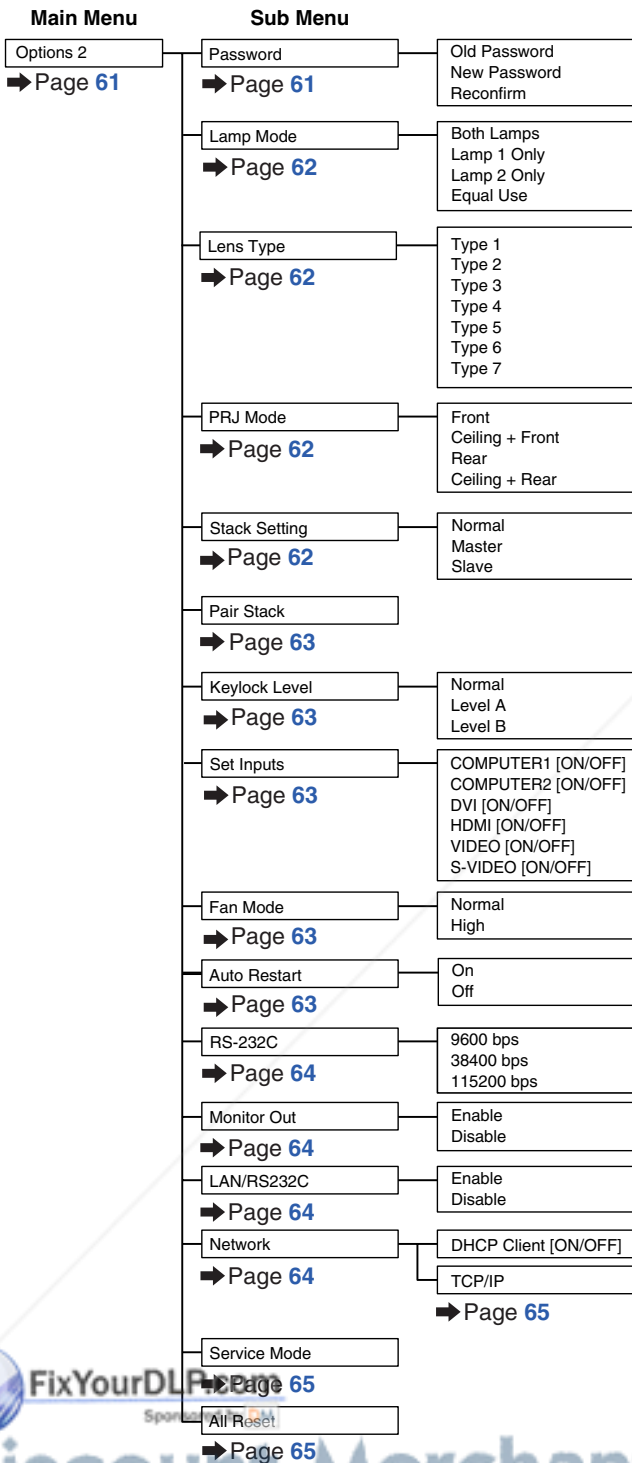 Main Menu
Sub Menu
Options 2
➡Page 61
Password
➡Page 61
Old Password
New Password
Reconfirm
Lamp Mode
➡Page 62
Both Lamps
Lamp 1 Only
Lamp 2 Only
Equal Use
Lens Type
➡Page 62
Type 1
Type 2
Type 3
Type 4
Type 5
Type 6
Type 7
PRJ Mode
➡Page 62
Front
Ceiling + Front
Rear
Ceiling + Rear
Stack Setting
➡Page 62
Normal
Master
Slave
Pair Stack
➡Page 63
Keylock Level
➡Page 63
Normal
Level A
Level B
Set Inputs
➡Page 63
COMPUTER1 [ON/OFF]
COMPUTER2 [ON/OFF]
DVI [ON/OFF]
HDMI [ON/OFF]
VIDEO [ON/OFF]
S-VIDEO [ON/OFF]
Fan Mode
➡Page 63
Normal
High
Auto Restart
➡Page 63
On
Off
RS-232C
➡Page 64
9600 bps
38400 bps
115200 bps
Monitor Out
➡Page 64
Enable
Disable
LAN/RS232C
➡Page 64
Enable
Disable
Network
➡Page 64
DHCP Client [ON/OFF]
TCP/IP
➡Page 65
Service Mode
➡Page 65
FixYourDLP.com
Sponsored by DM
All Reset
➡Page 65